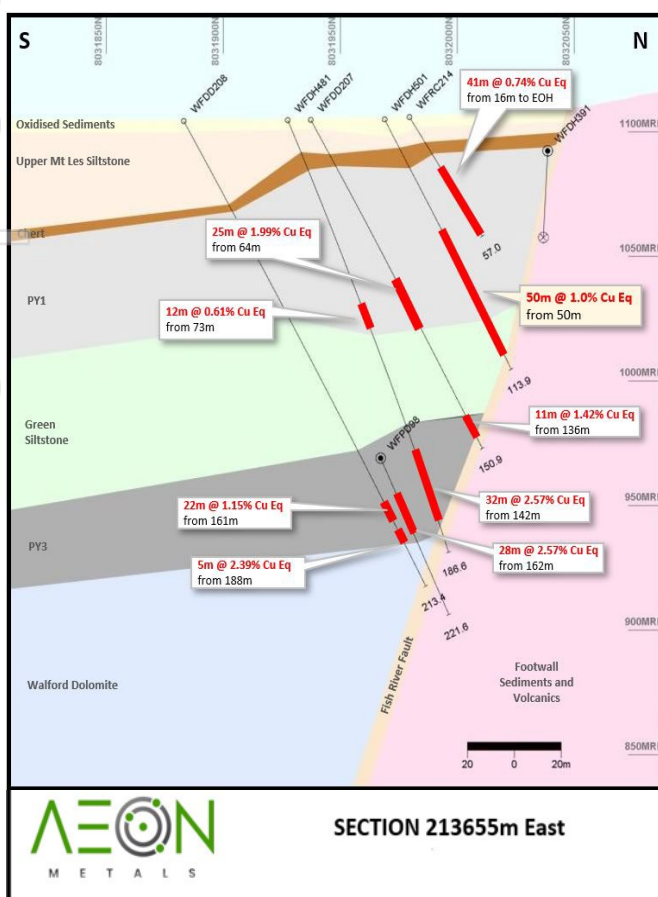 S
N
8031850N
8031900N
8031950N
8032000N
8032050N
WFDD208
WFDH481
WFDD207
WFDH501
WFRC214
WFDH391
41m @ 0.74% Cu Eq
from 16m to EOH
Oxidised Sediments
1100MRL
Upper Mt Les Siltstone
25m @ 1.99% Cu Eq
from 64m
Chert
57.0
1050MRL
PY1
12m @ 0.61% Cu Eq
from 73m
50m @ 1.0% Cu Eq
from 50m
113.9
1000MRL
Green
Siltstone
11m @ 1.42% Cu Eq
from 136m
WFPD98
150.9
22m @ 1.15% Cu Eq
from 161m
32m @ 2.57% Cu Eq
from 142m
950MRL
PY3
5m @ 2.39% Cu Eq
from 188m
28m @ 2.57% Cu Eq
from 162m
186.6
213.4
221.6
900MRL
Walford Dolomite
Fish River Fault
Footwall
Sediments and
Volcanics
850MRL
20 0 20m
AEON
METALS
SECTION 213655m East